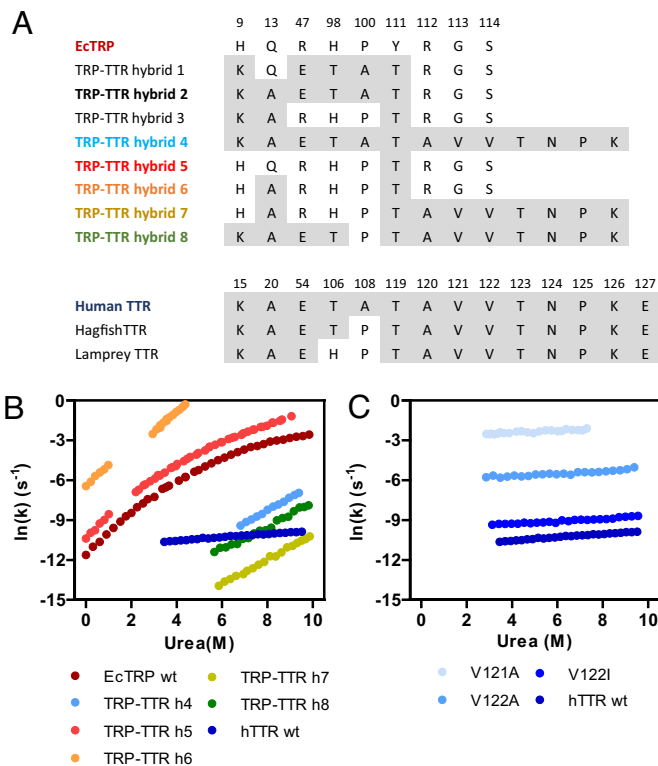 A
9 13 47 98 100 111 112 113 114
EcTRP H Q R H P Y R G S
TRP-TTR hybrid 1 K Q E T A T R G S
TRP-TTR hybrid 2 K A E T A T R G S
TRP-TTR hybrid 3 K A R H P T R G S
TRP-TTR hybrid 4 K A E T A T A V V T N P K
TRP-TTR hybrid 5 H Q R H P T R G S
TRP-TTR hybrid 6 H A R H P T R G S
TRP-TTR hybrid 7 H A R H P T A V V T N P K
TRP-TTR hybrid 8 K A E T P T A V V T N P K
15 20 54 106 108 119 120 121 122 123 124 125 126 127
Human TTR K A E T A T A V V T N P K E
HagfishTTR K A E T P T A V V T N P K E
Lamprey TTR K A E H P T A V V T N P K E
B
ln(k) (s⁻¹)
0
-3
-6
-9
-12
-15
0 2 4 6 8 10
Urea(M)
EcTRP wt
TRP-TTR h4
TRP-TTR h5
TRP-TTR h6
TRP-TTR h7
TRP-TTR h8
hTTR wt
C
ln(k) (s⁻¹)
0
-3
-6
-9
-12
-15
0 2 4 6 8 10
Urea (M)
V121A
V122A
V122I
hTTR wt